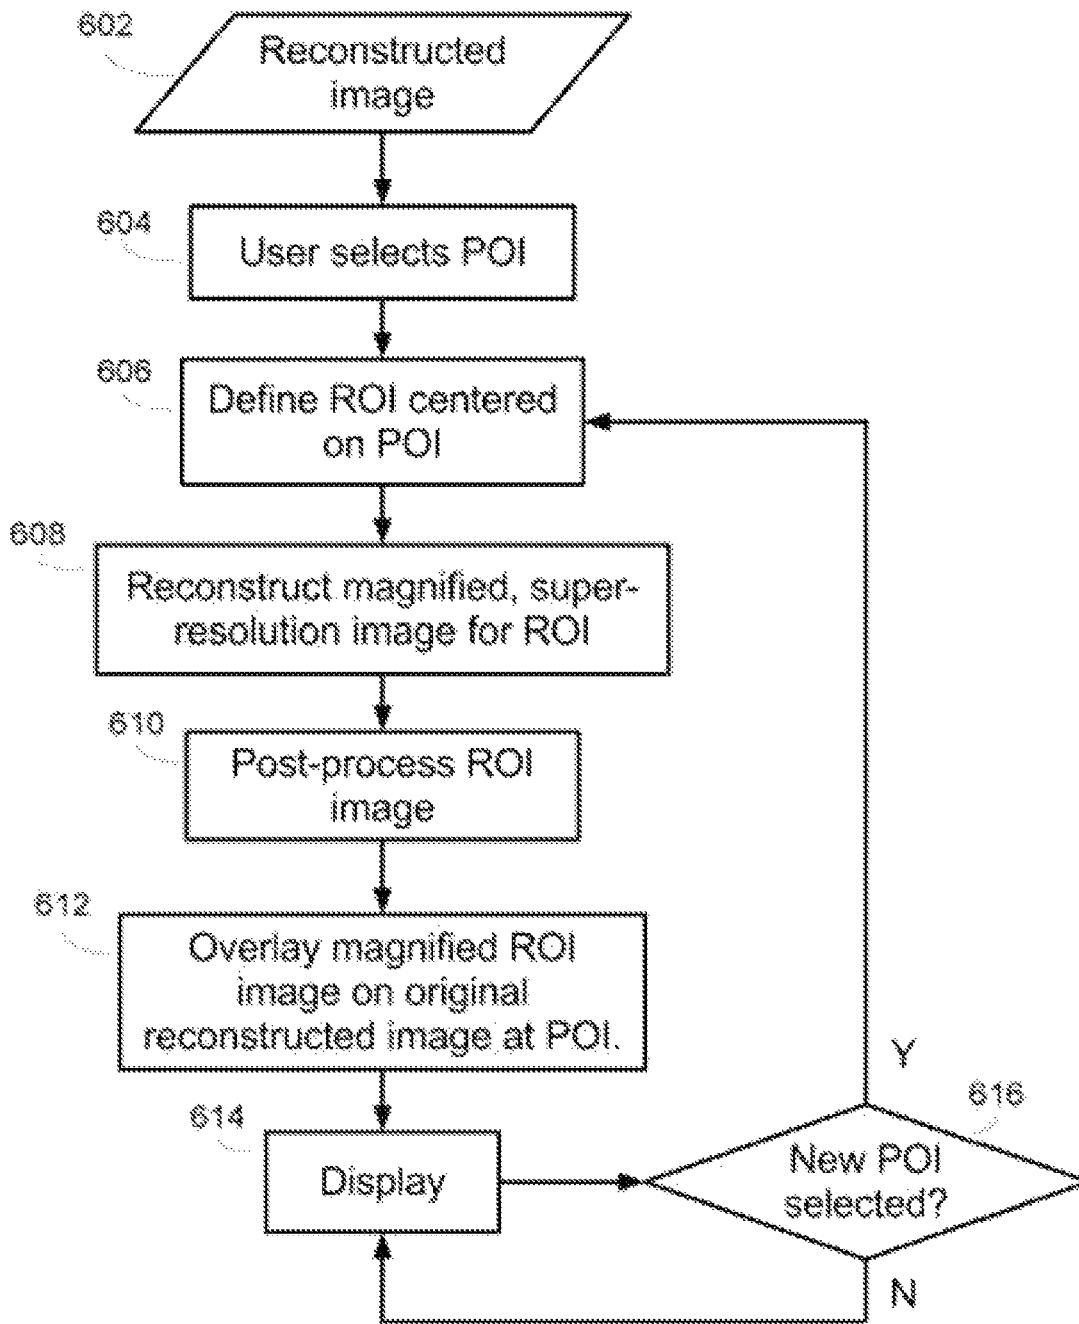 602
Reconstructed
image
604
User selects POI
606
Define ROI centered
on POI
608
Reconstruct magnified, super-
resolution image for ROI
610
Post-process ROI
image
612
Overlay magnified ROI
image on original
reconstructed image at POI.
Y
614
616
Display
New POI
selected?
N